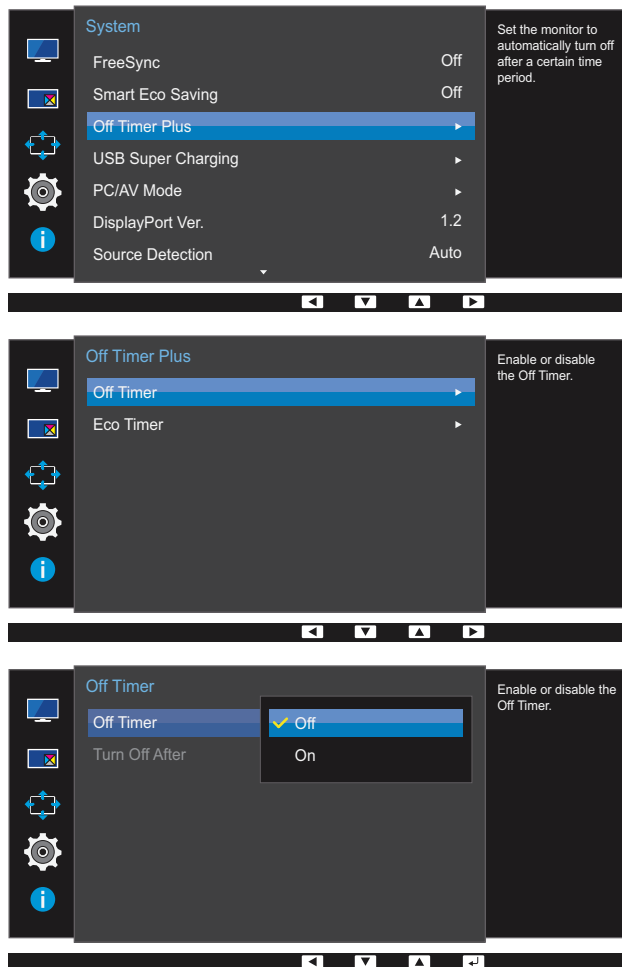 System
FreeSync Off
Smart Eco Saving Off
Off Timer Plus
USB Super Charging
PC/AV Mode
DisplayPort Ver. 1.2
Source Detection Auto
Set the monitor to
automatically turn off
after a certain time
period.
Off Timer Plus
Off Timer
Eco Timer
Enable or disable
the Off Timer.
Off Timer
Off Timer
Turn Off After
Off
On
Enable or disable the
Off Timer.